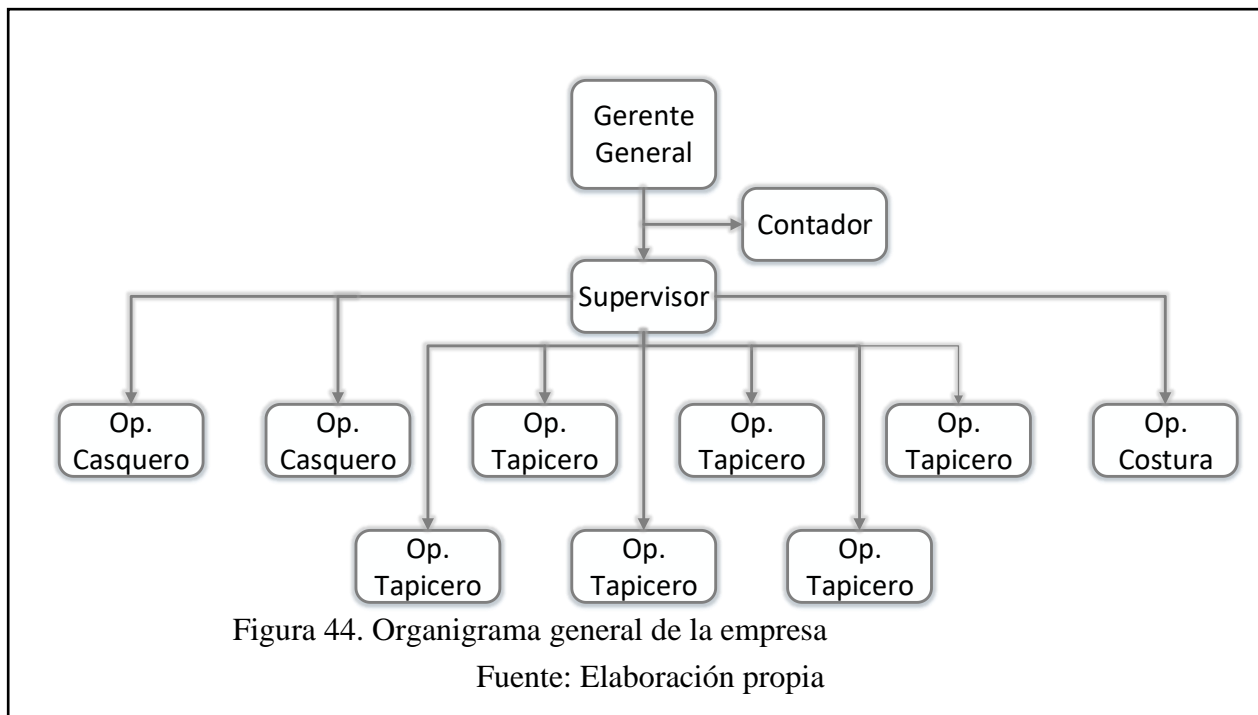 Gerente
General
Contador
Supervisor
Op.
Casquero
Op.
Casquero
Op.
Tapicero
Op.
Tapicero
Op.
Tapicero
Op.
Costura
Op.
Tapicero
Op.
Tapicero
Op.
Tapicero
Figura 44. Organigrama general de la empresa
Fuente: Elaboración propia